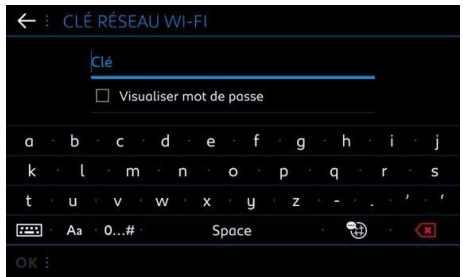 CLÉ RÉSEAU WI-FI
Clé
Visualiser mot de passe
a b c d e f g h i j
k l m n o p q r s
t u v w x y z - . ' '
Aa 0...# Space
OK